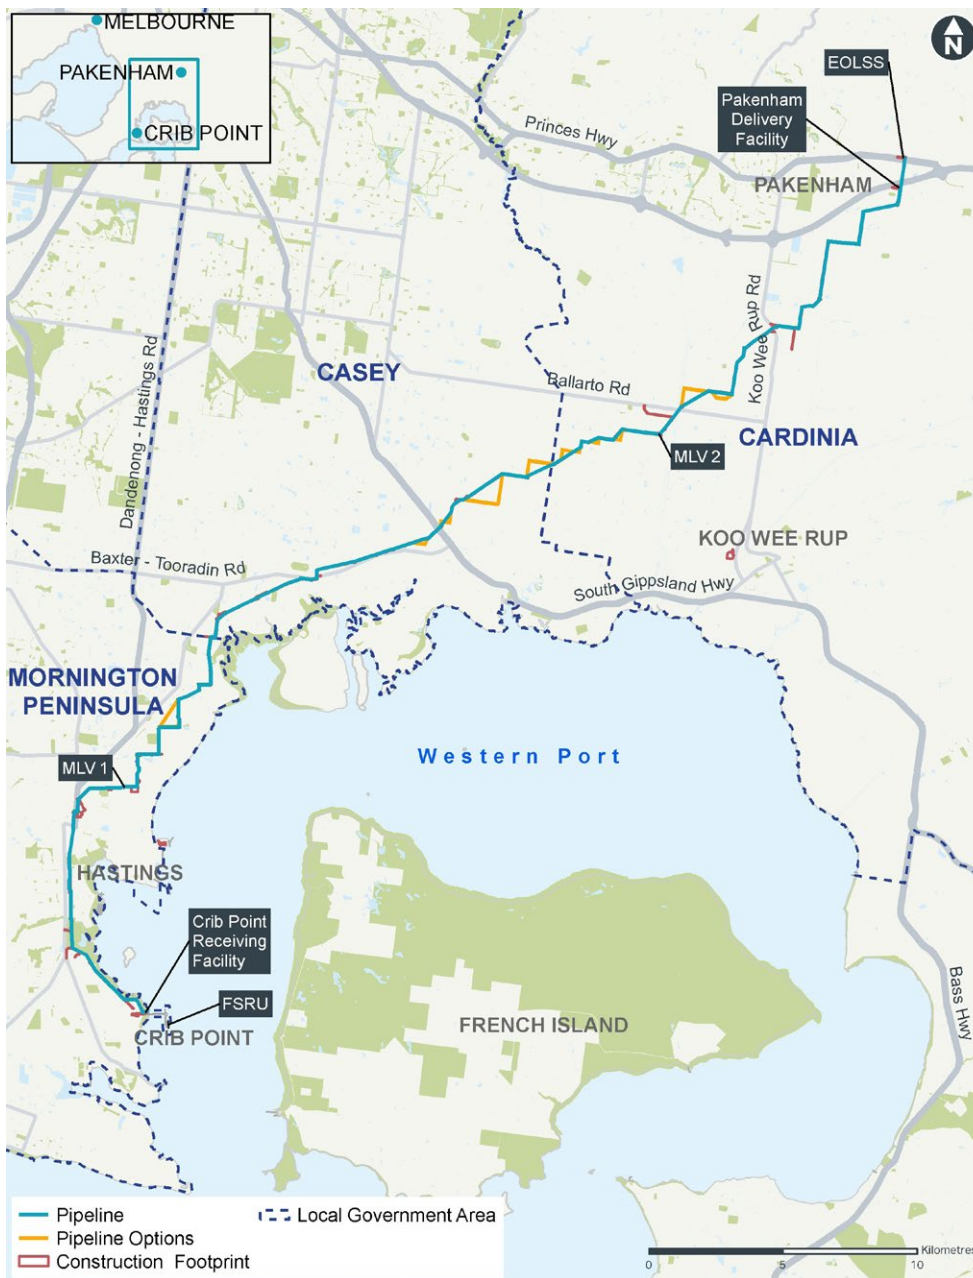 MELBOURNE
PAKENHAM
CRIB POINT
N
EOLSS
Pakenham
Delivery
Facility
Princes Hwy
PAKENHAM
Koo Wee Rup Rd
Dandenong - Hastings Rd
CASEY
Ballarto Rd
CARDINIA
MLV 2
KOO WEE RUP
Baxter - Tooradin Rd
South Gippsland Hwy
MORNINGTON
PENINSULA
Western Port
MLV 1
HASTINGS
Crib Point
Receiving
Facility
FSRU
CRIB POINT
FRENCH ISLAND
Bass Hwy
Pipeline
Local Government Area
Pipeline Options
Construction Footprint
Kilometres
0
5
10